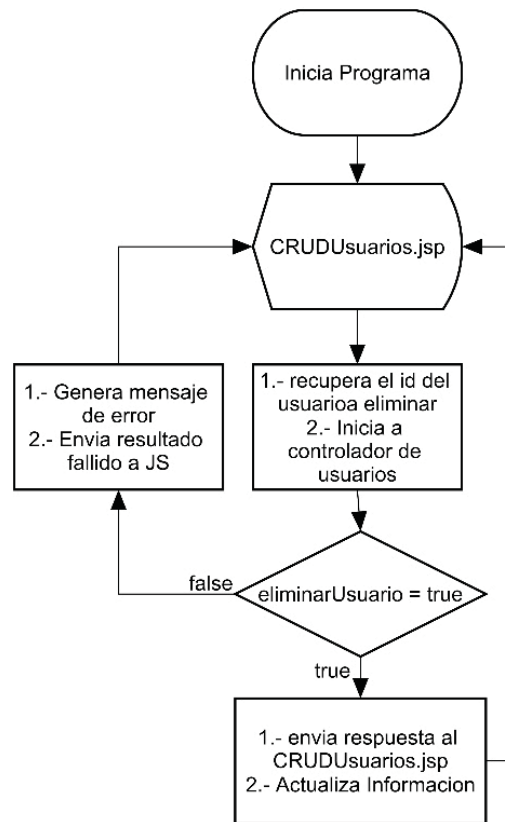 Inicia Programa
CRUDUsuarios.jsp
1.- Genera mensaje
de error
2.- Envia resultado
fallido a JS
1.- recupera el id del
usuarioa eliminar
2.- Inicia a
controlador de
usuarios
false
eliminarUsuario = true
true
1.- envia respuesta al
CRUDUsuarios.jsp
2.- Actualiza Informacion